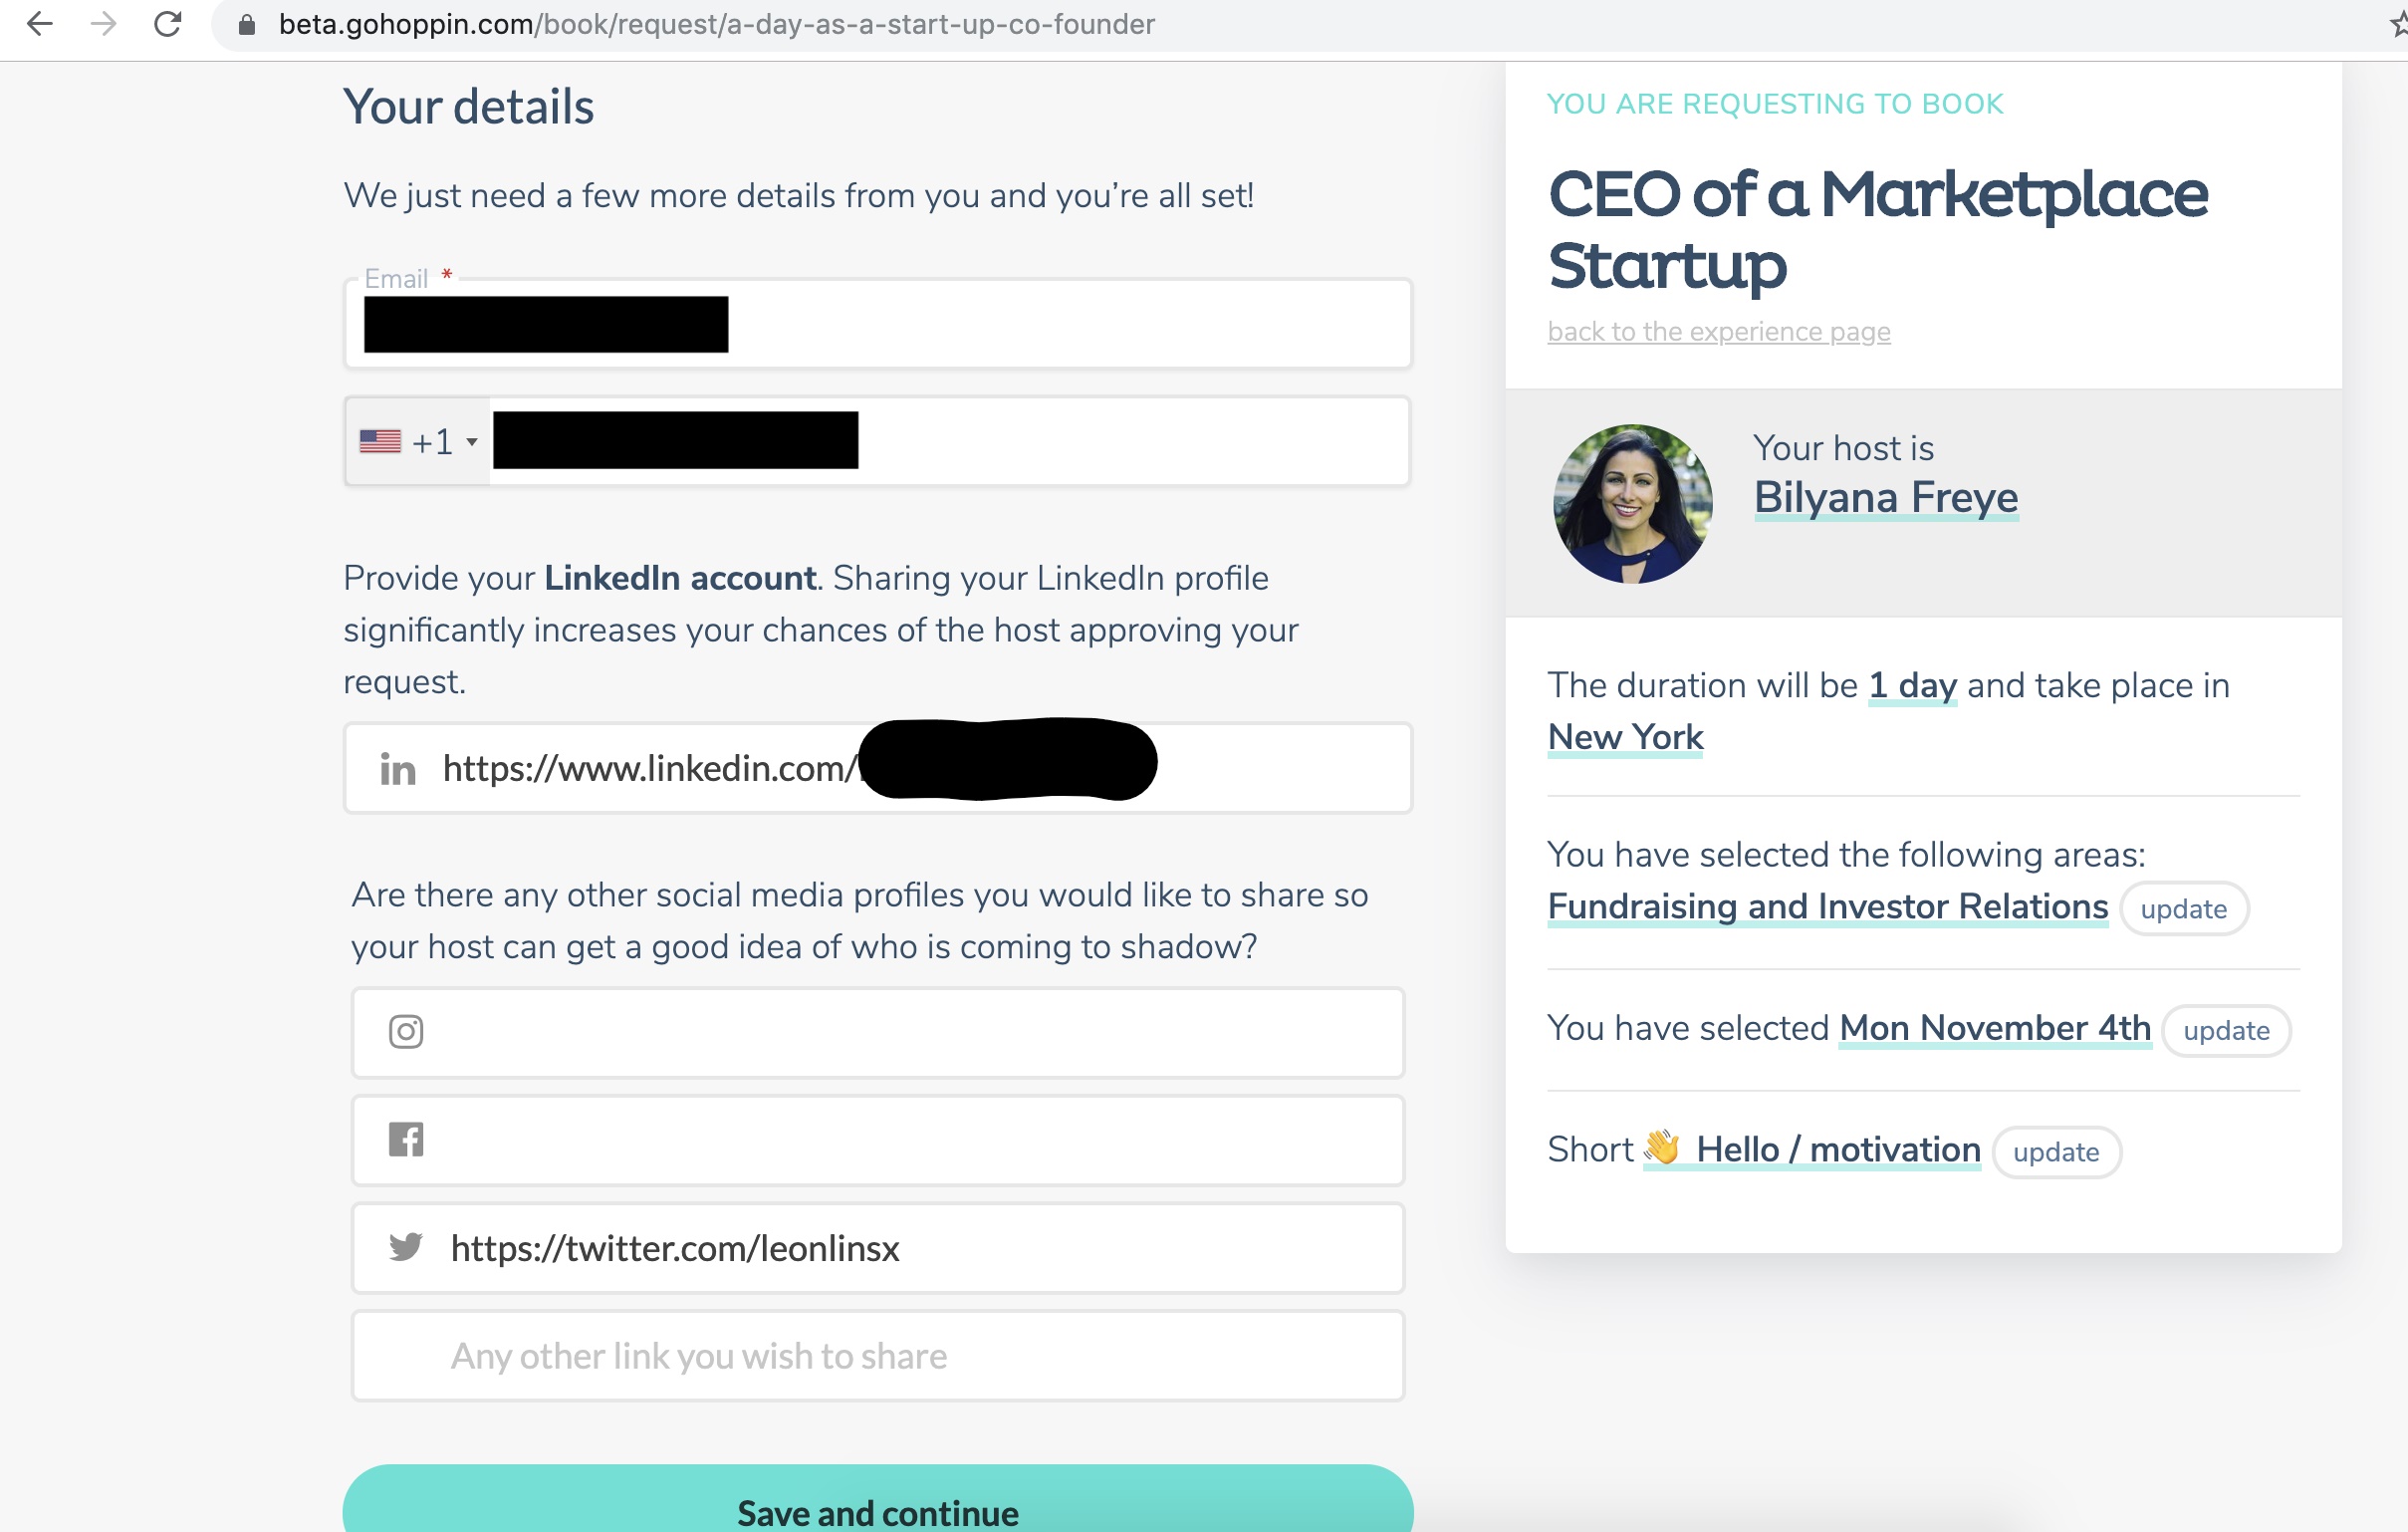 beta.gohoppin.com/book/request/a-day-as-a-start-up-co-founder
Your details
We just need a few more details from you and you’re all set!
Email *
+1
Provide your LinkedIn account. Sharing your LinkedIn profile
significantly increases your chances of the host approving your
request.
in https://www.linkedin.com/
Are there any other social media profiles you would like to share so
your host can get a good idea of who is coming to shadow?
https://twitter.com/leonlinsx
Any other link you wish to share
Save and continue
YOU ARE REQUESTING TO BOOK
CEO of a Marketplace
Startup
back to the experience page
Your host is
Bilyana Freye
The duration will be 1 day and take place in
New York
You have selected the following areas:
Fundraising and Investor Relations update
You have selected Mon November 4th update
Short 👋 Hello / motivation update